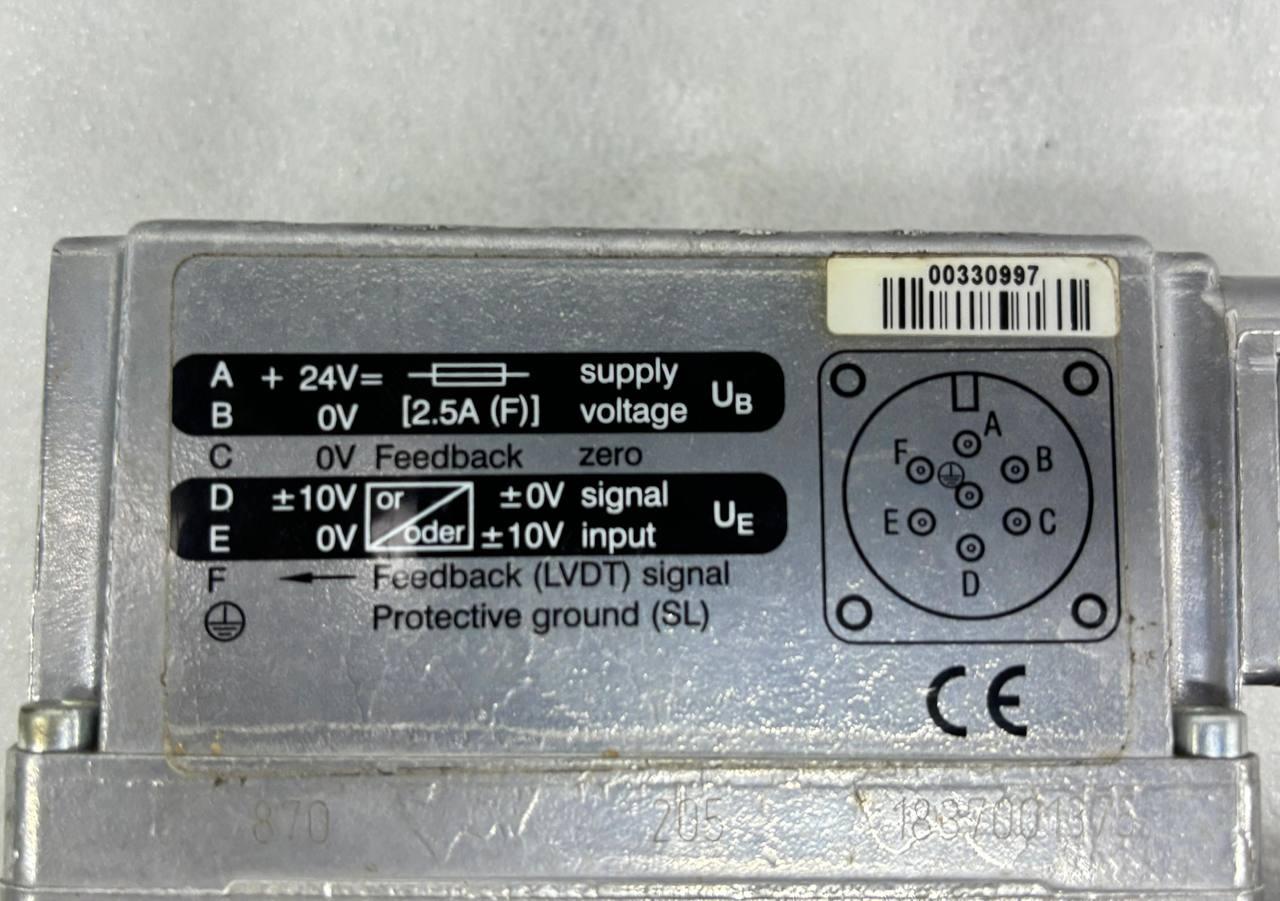 00330997
A + 24V= supply
B 0V [2.5A (F)] voltage UB
C 0V Feedback zero
D ±10V or ±0V signal
E 0V oder ±10V input UE
F Feedback (LVDT) signal
Protective ground (SL)
A
F B
E C
D
CE
870 205